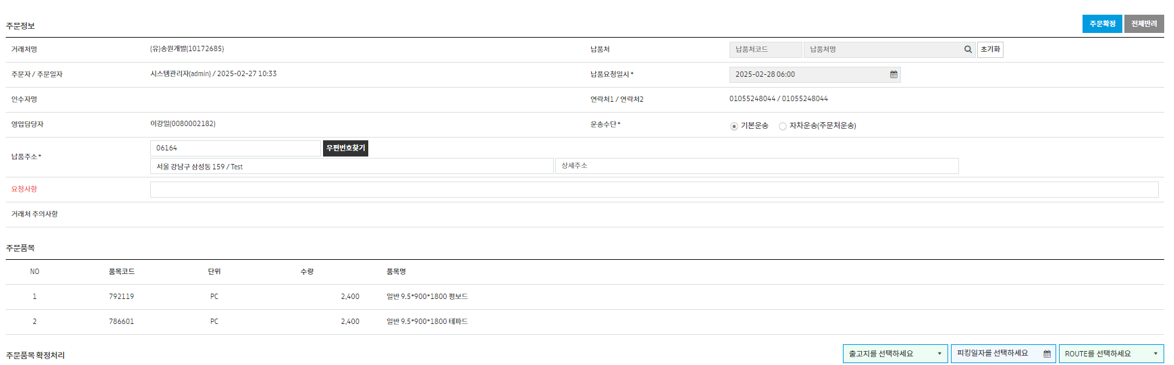 주문정보
주문확정 전체반려
거래처명 (유)송원개발(10172685) 납품처 납품처코드 납품처명 초기화
주문자 / 주문일자 시스템관리자(admin) / 2025-02-27 10:33 납품요청일시* 2025-02-28 06:00
인수자명 연락처1 / 연락처2 01055248044 / 01055248044
영업담당자 이강일(0080002182) 운송수단* 기본운송 자차운송(주문처운송)
납품주소* 06164 우편번호찾기
서울 강남구 삼성동 159 / Test 상세주소
요청사항
거래처 주의사항
주문품목
NO 품목코드 단위 수량 품목명
1 792119 PC 2,400 일반 9.5*900*1800 평보드
2 786601 PC 2,400 일반 9.5*900*1800 테파드
주문품목 확정처리 출고지를 선택하세요 피킹일자를 선택하세요 ROUTE를 선택하세요